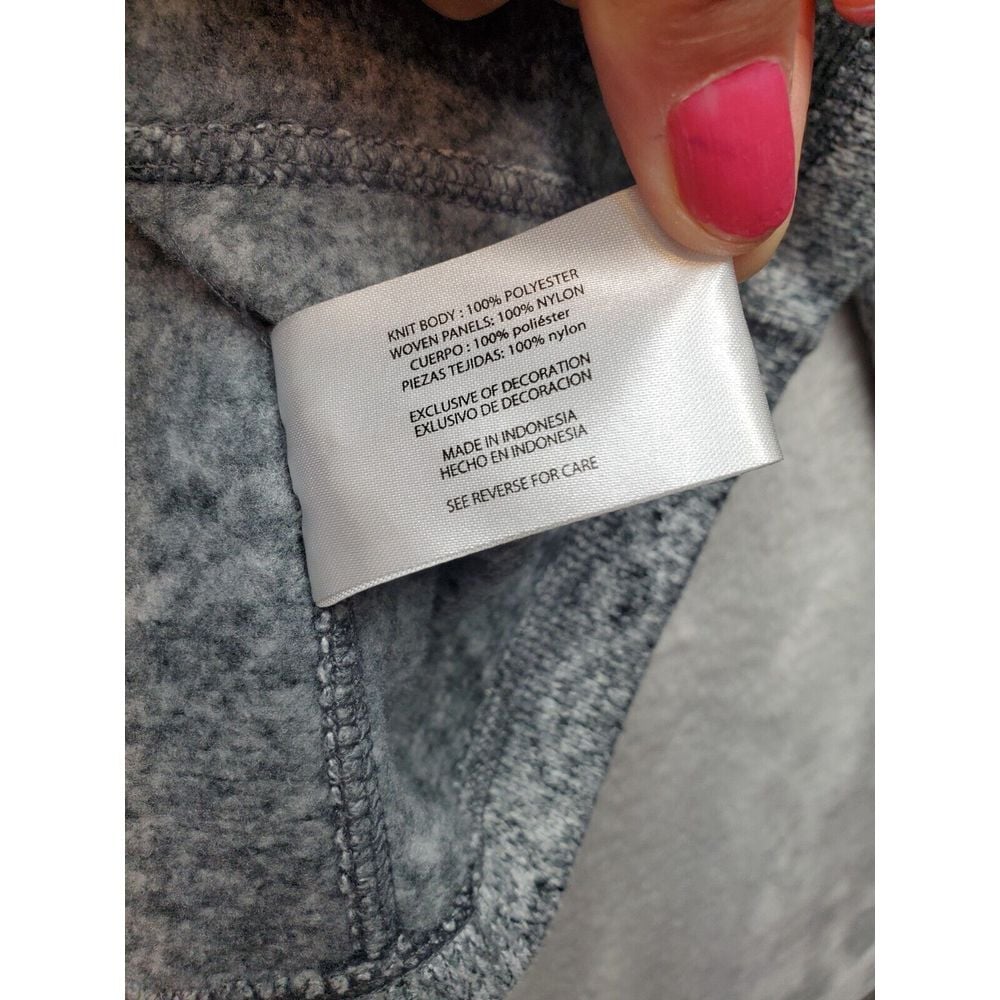 KNIT BODY : 100% POLYESTER
WOVEN PANELS; 100% NYLON
CUERPO : 100% poliéster
PIEZAS TEJIDAS: 100% nylon
EXCLUSIVE OF DECORATION
EXLUSIVO DE DECORACION
MADE IN INDONESIA
HECHO EN INDONESIA
SEE REVERSE FOR CARE